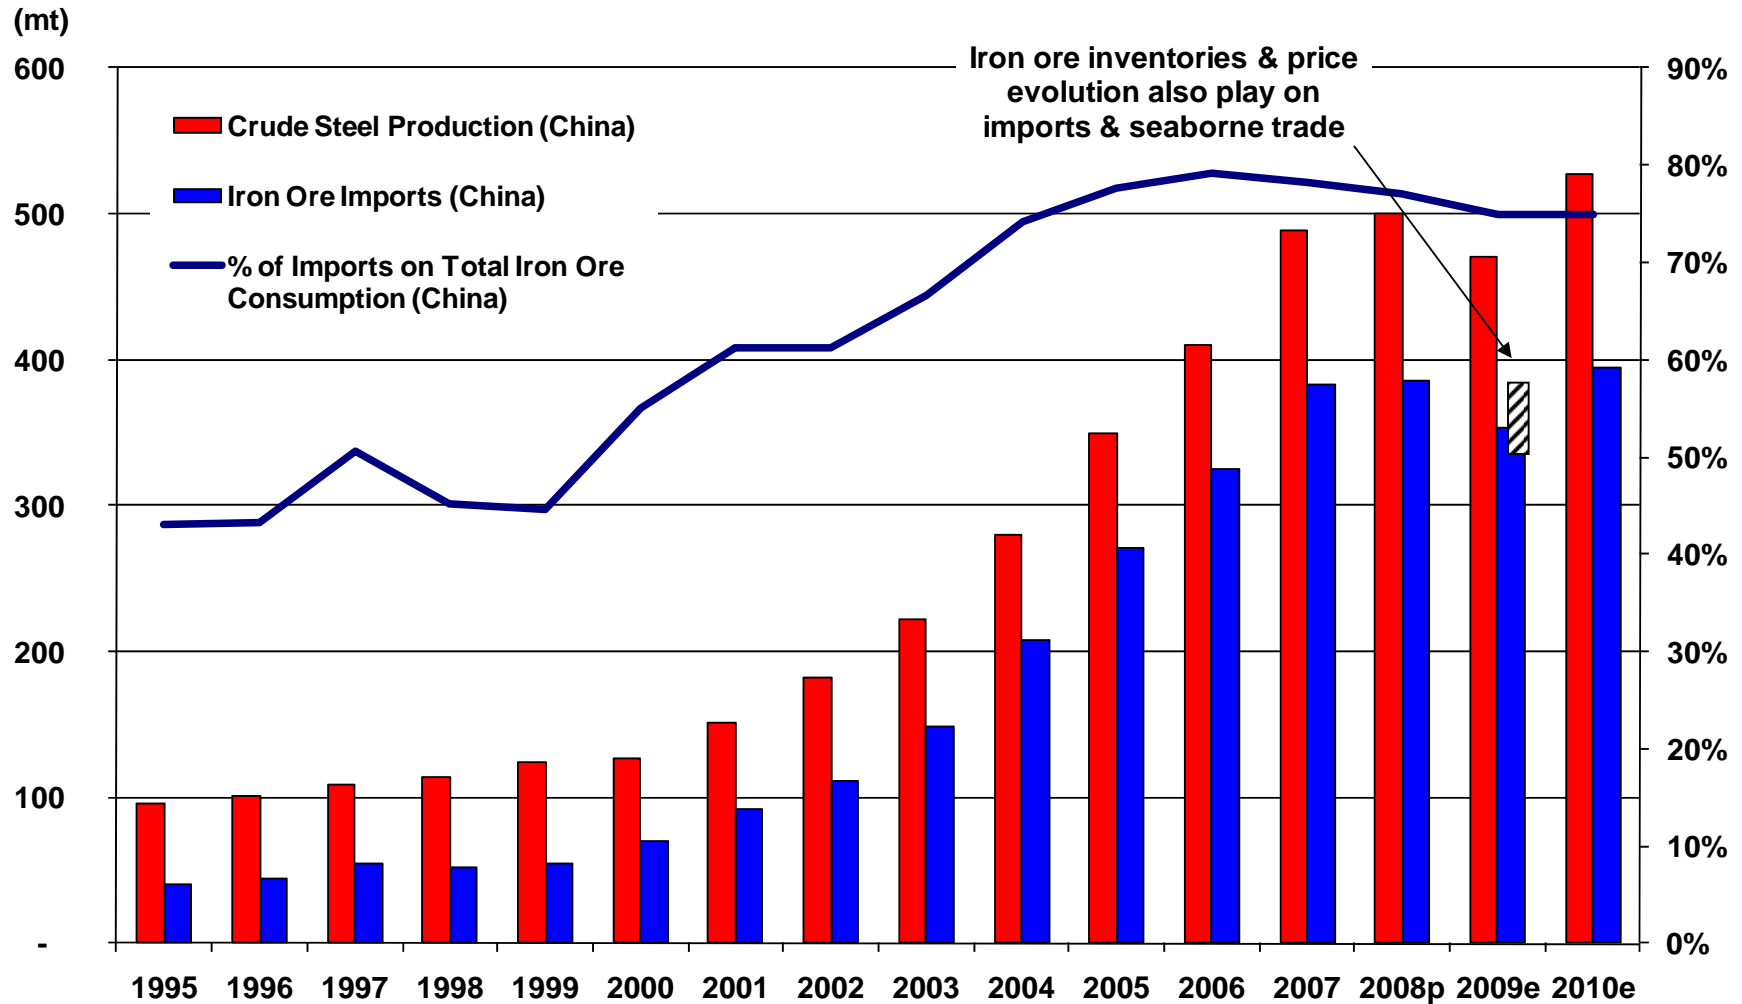 (mt)
600
500
400
300
200
100
-
Crude Steel Production (China)
Iron Ore Imports (China)
% of Imports on Total Iron Ore
Consumption (China)
Iron ore inventories & price
evolution also play on
imports & seaborne trade
90%
80%
70%
60%
50%
40%
30%
20%
10%
0%
1995 1996 1997 1998 1999 2000 2001 2002 2003 2004 2005 2006 2007 2008p 2009e 2010e